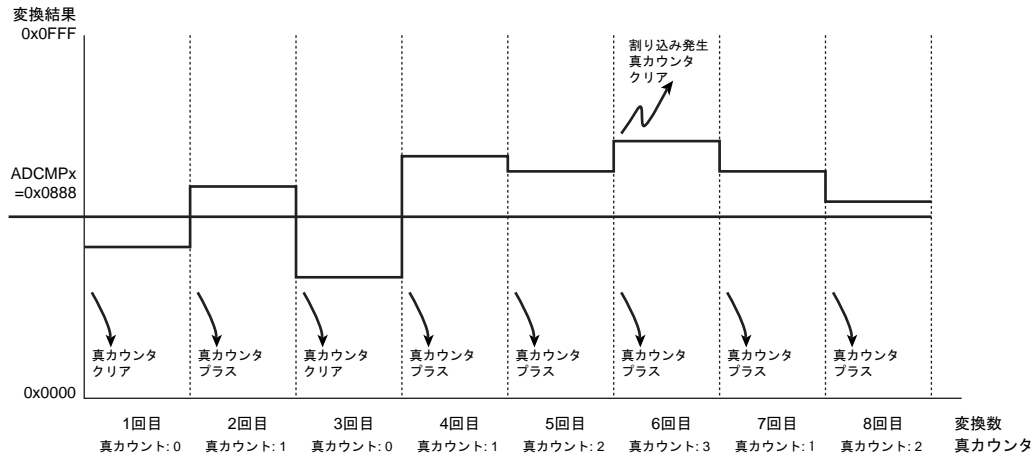 変換結果
0x0FFF
割り込み発生
真カウンタ
クリア
ADCMPx
=0x0888
真カウンタ
クリア
真カウンタ
プラス
真カウンタ
クリア
真カウンタ
プラス
真カウンタ
プラス
真カウンタ
プラス
真カウンタ
プラス
真カウンタ
プラス
0x0000
1回目 2回目 3回目 4回目 5回目 6回目 7回目 8回目 変換数
真カウント: 0 真カウント: 1 真カウント: 0 真カウント: 1 真カウント: 2 真カウント: 3 真カウント: 1 真カウント: 2 真カウンタ